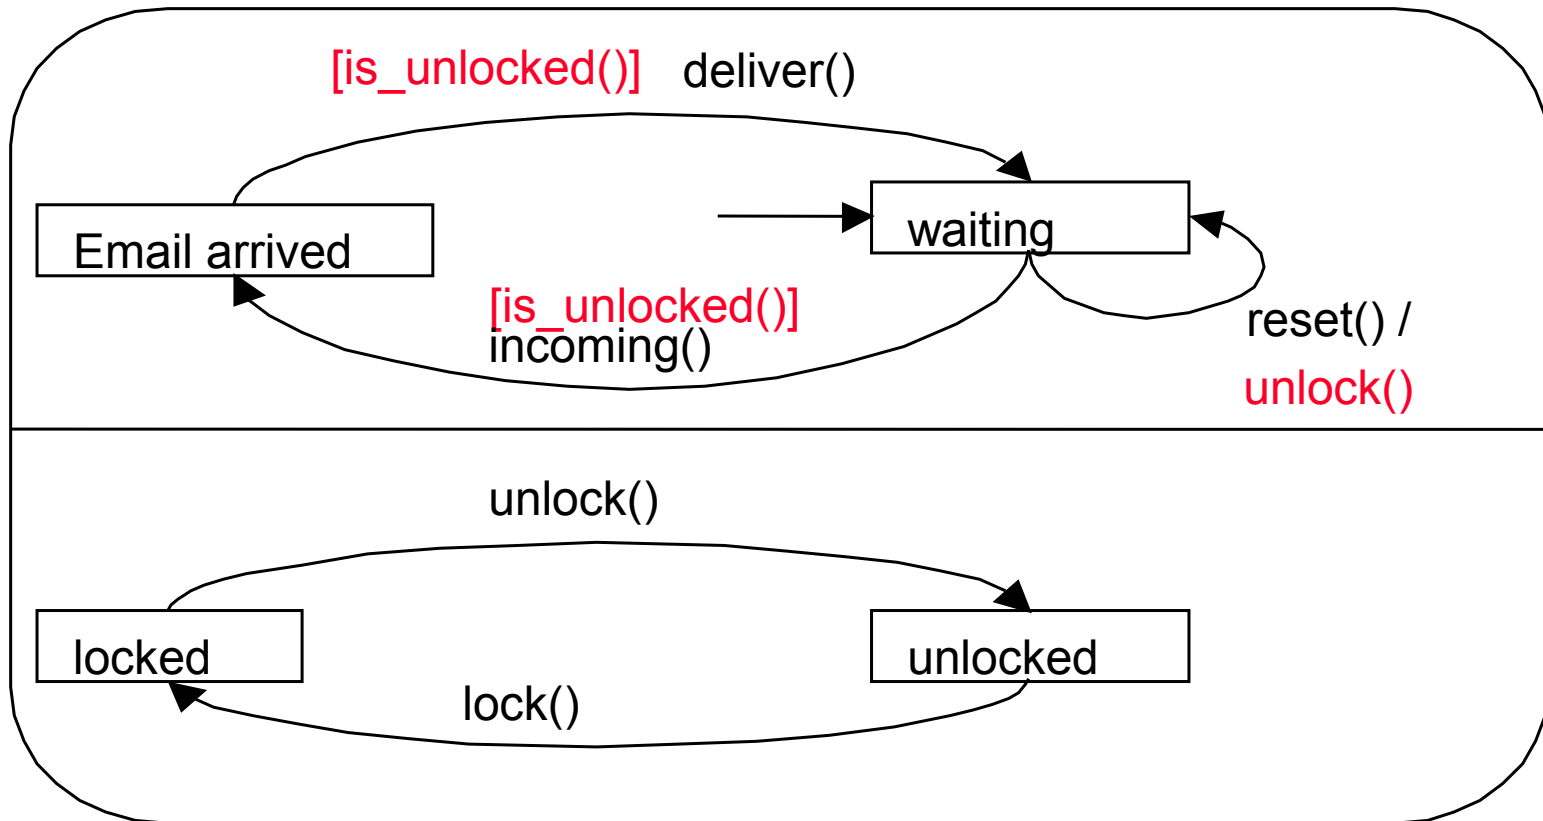 [is_unlocked()] deliver()
Email arrived
waiting
[is_unlocked()]
incoming()
reset() /
unlock()
unlock()
locked
unlocked
lock()